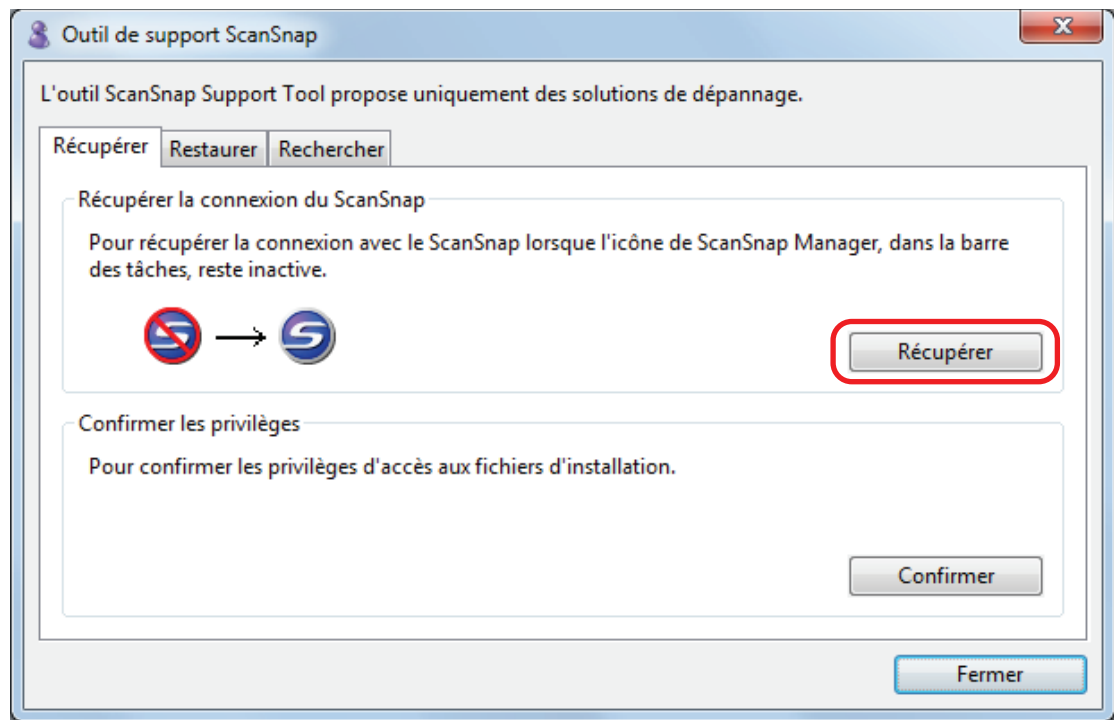 Outil de support ScanSnap
L'outil ScanSnap Support Tool propose uniquement des solutions de dépannage.
Récupérer Restaurer Rechercher
Récupérer la connexion du ScanSnap
Pour récupérer la connexion avec le ScanSnap lorsque l'icône de ScanSnap Manager, dans la barre
des tâches, reste inactive.
Récupérer
Confirmer les privilèges
Pour confirmer les privilèges d'accès aux fichiers d'installation.
Confirmer
Fermer